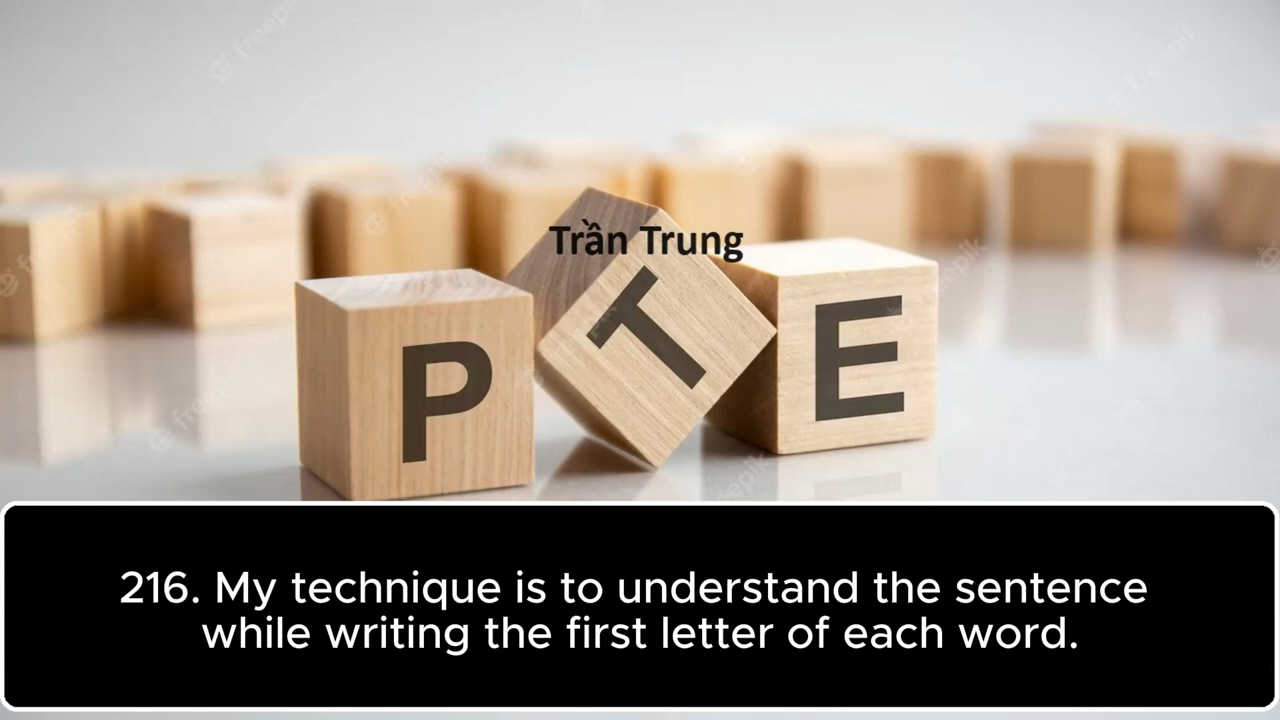 Trần Trung
P T E
216. My technique is to understand the sentence
while writing the first letter of each word.